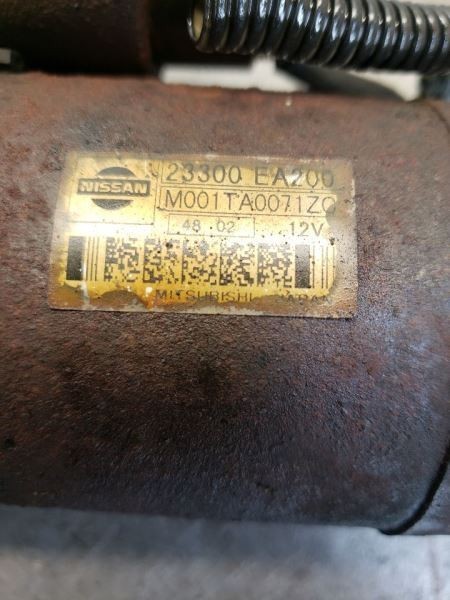 NISSAN
23300 EA200
M001TA0071ZC
48 02 12V
MITSUBISHI JAPAN